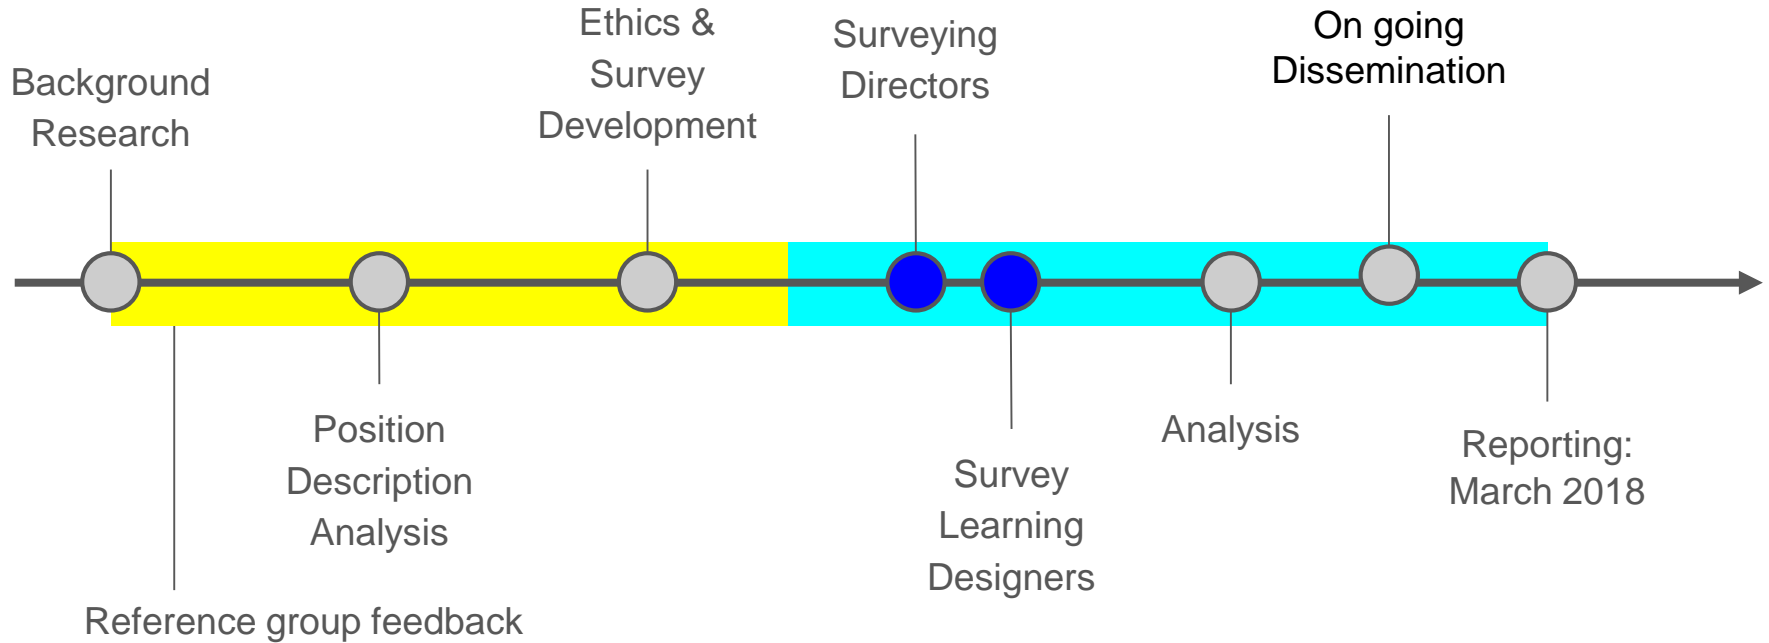 Background
Research
Ethics &
Survey
Development
Surveying
Directors
On going
Dissemination
Position
Description
Analysis
Reference group feedback
Survey
Learning
Designers
Analysis
Reporting:
March 2018